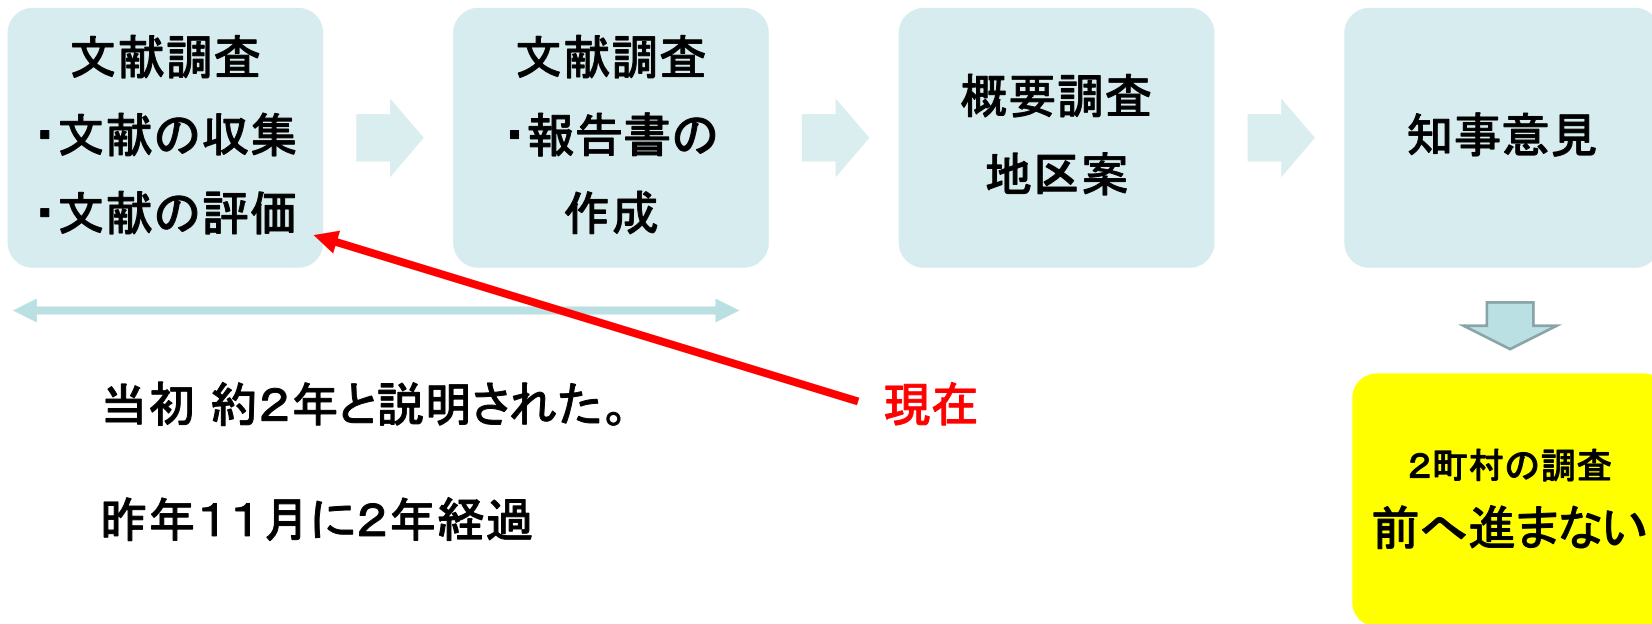 文献調査
・文献の収集
・文献の評価
文献調査
・報告書の
作成
概要調査
地区案
知事意見
当初 約２年と説明された。
現在
昨年１１月に２年経過
２町村の調査
前へ進まない